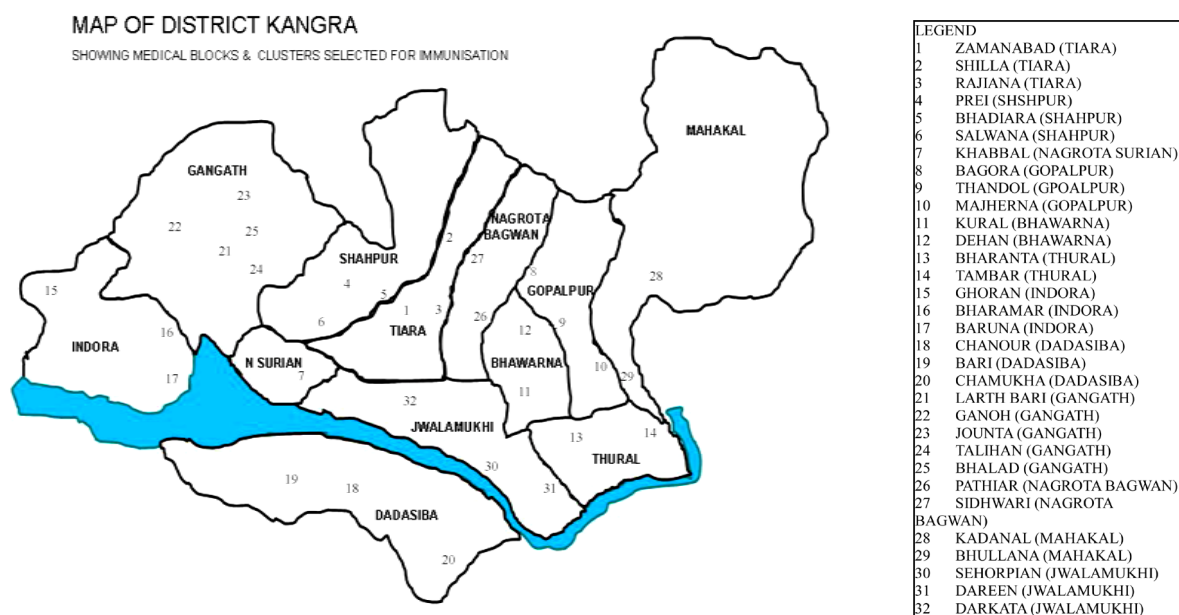 MAP OF DISTRICT KANGRA
SHOWING MEDICAL BLOCKS & CLUSTERS SELECTED FOR IMMUNISATION
MAHAKAL
GANGATH
23
22
25
21
24
NAGROTA
BAGWAN
2
27
SHAHPUR
4
5
6
8
28
GOPALPUR
15
16
INDORA
17
1
3
TIARA
26
12
9
BHAWARNA
10
29
11
N SURIAN
7
32
JWALAMUKHI
13
14
THURAL
30
31
19
18
DADASIBA
20
LEGEND
1 ZAMANABAD (TIARA)
2 SHILLA (TIARA)
3 RAJIANA (TIARA)
4 PREI (SHSHPUR)
5 BHADIARA (SHAHPUR)
6 SALWANA (SHAHPUR)
7 KHABBAL (NAGROTA SURIAN)
8 BAGORA (GOPALPUR)
9 THANDOL (GPOALPUR)
10 MAJHERNA (GOPALPUR)
11 KURAL (BHAWARNA)
12 DEHAN (BHAWARNA)
13 BHARANTA (THURAL)
14 TAMBAR (THURAL)
15 GHORAN (INDORA)
16 BHARAMAR (INDORA)
17 BARUNA (INDORA)
18 CHANOUR (DADASIBA)
19 BARI (DADASIBA)
20 CHAMUKHA (DADASIBA)
21 LARTH BARI (GANGATH)
22 GANOH (GANGATH)
23 JOUNTA (GANGATH)
24 TALIHAN (GANGATH)
25 BHALAD (GANGATH)
26 PATHIAR (NAGROTA BAGWAN)
27 SIDHWARI (NAGROTA
BAGWAN)
28 KADANAL (MAHAKAL)
29 BHULLANA (MAHAKAL)
30 SEHORPIAN (JWALAMUKHI)
31 DAREEN (JWALAMUKHI)
32 DARKATA (JWALAMUKHI)